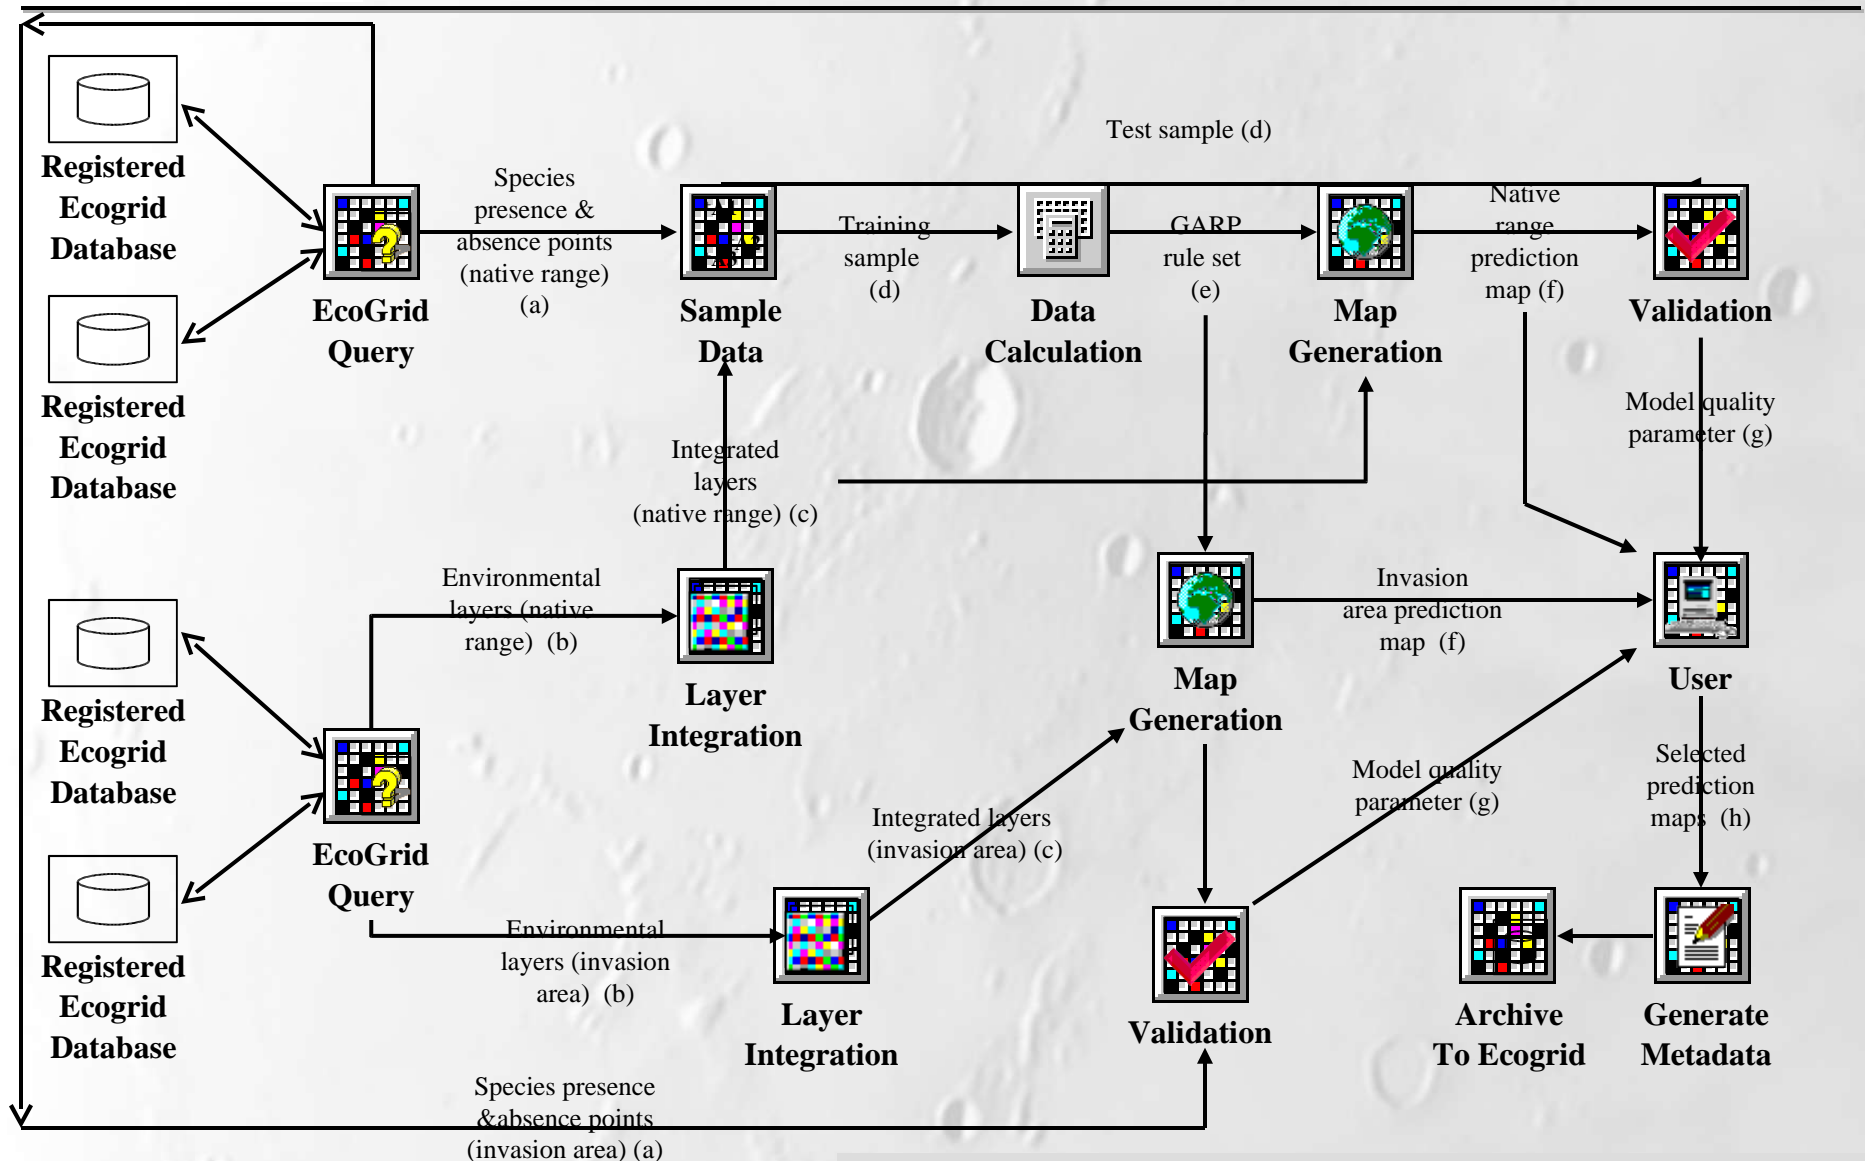 Test sample (d)
Registered
Ecogrid
Database
Species
presence &
absence points
(native range)
(a)
EcoGrid
Query
Sample
Data
Training
sample
(d)
Data
Calculation
GARP
rule set
(e)
Map
Generation
Native
range
prediction
map (f)
Validation
Registered
Ecogrid
Database
Model quality
parameter (g)
Integrated
layers
(native range) (c)
Environmental
layers (native
range) (b)
Layer
Integration
Map
Generation
Invasion
area prediction
map (f)
User
Registered
Ecogrid
Database
EcoGrid
Query
Integrated layers
(invasion area) (c)
Model quality
parameter (g)
Selected
prediction
maps (h)
Registered
Ecogrid
Database
Environmental
layers (invasion
area) (b)
Layer
Integration
Validation
Archive
To Ecogrid
Generate
Metadata
Species presence
&absence points
(invasion area) (a)